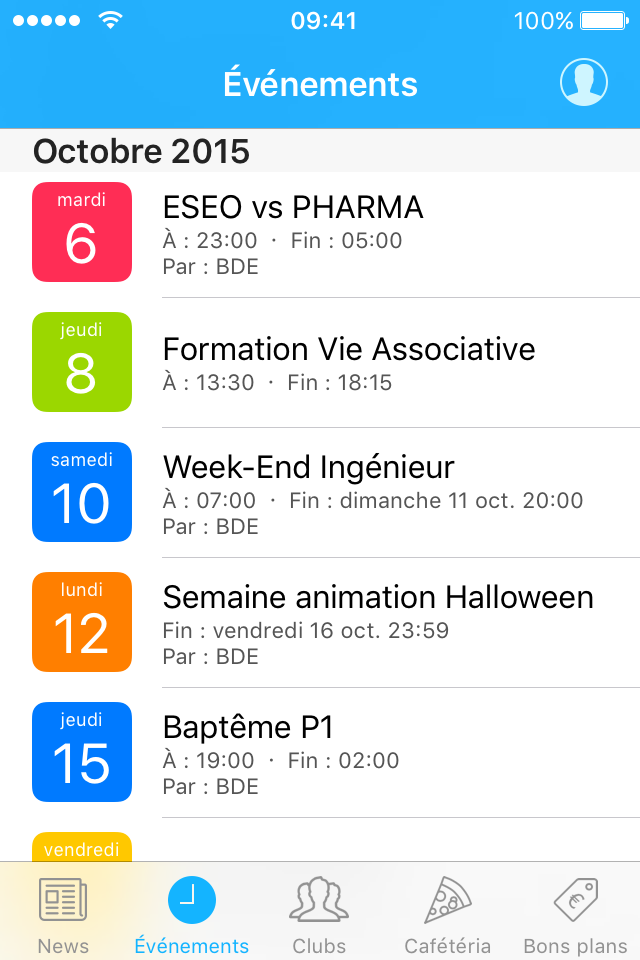 09:41
100%
Événements
Octobre 2015
mardi
6
ESEO vs PHARMA
À : 23:00 · Fin : 05:00
Par : BDE
jeudi
8
Formation Vie Associative
À : 13:30 · Fin : 18:15
samedi
10
Week-End Ingénieur
À : 07:00 · Fin : dimanche 11 oct. 20:00
Par : BDE
lundi
12
Semaine animation Halloween
Fin : vendredi 16 oct. 23:59
Par : BDE
jeudi
15
Baptême P1
À : 19:00 · Fin : 02:00
Par : BDE
vendredi
News
Événements
Clubs
Cafétéria
Bons plans